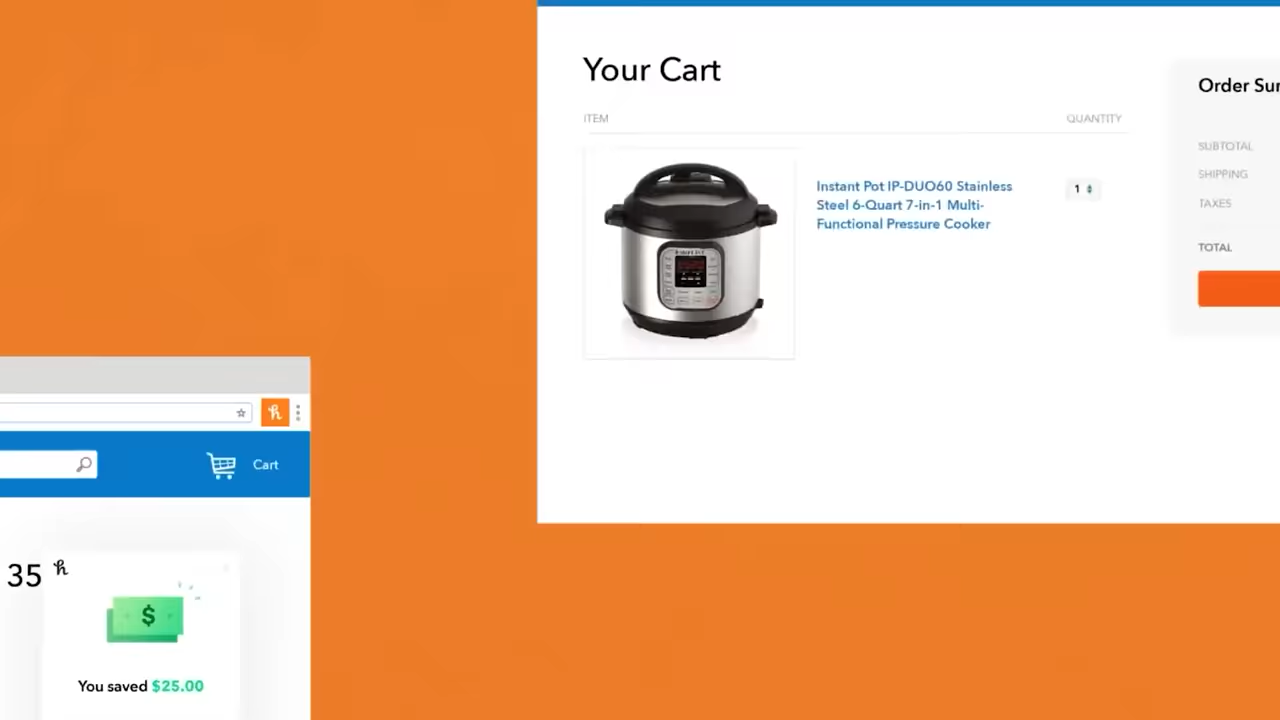 Your Cart
Order Sur
ITEM
QUANTITY
SUBTOTAL
Instant Pot IP-DUO60 Stainless
Steel 6-Quart 7-in-1 Multi-
Functional Pressure Cooker
1
SHIPPING
TAXES
TOTAL
h
Cart
35
h
$
You saved $25.00